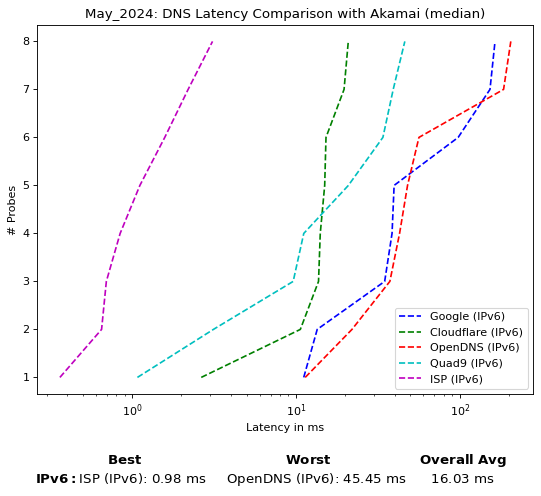 May_2024: DNS Latency Comparison with Akamai (median)
8
7
6
5
4
3
2
1
# Probes
10^0
10^1
10^2
Latency in ms
Google (IPv6)
Cloudflare (IPv6)
OpenDNS (IPv6)
Quad9 (IPv6)
ISP (IPv6)
Best Worst Overall Avg
IPv6: ISP (IPv6): 0.98 ms OpenDNS (IPv6): 45.45 ms 16.03 ms